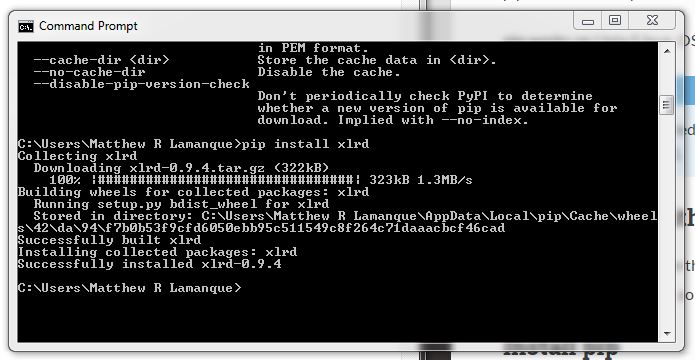 Command Prompt
in PEM format.
--cache-dir <dir> Store the cache data in <dir>.
--no-cache-dir Disable the cache.
--disable-pip-version-check
Don't periodically check PyPI to determine
whether a new version of pip is available for
download. Implied with --no-index.
C:\Users\Matthew R Lamanque>pip install xlrd
Collecting xlrd
Downloading xlrd-0.9.4.tar.gz (322kB)
100% |################################| 323kB 1.3MB/s
Building wheels for collected packages: xlrd
Running setup.py bdist_wheel for xlrd
Stored in directory: C:\Users\Matthew R Lamanque\AppData\Local\pip\Cache\wheel
s\42\da\94\f7b0b53f9cfd6050ebb95c511549c8f264c71daaacbcf46cad
Successfully built xlrd
Installing collected packages: xlrd
Successfully installed xlrd-0.9.4
C:\Users\Matthew R Lamanque>
install pip